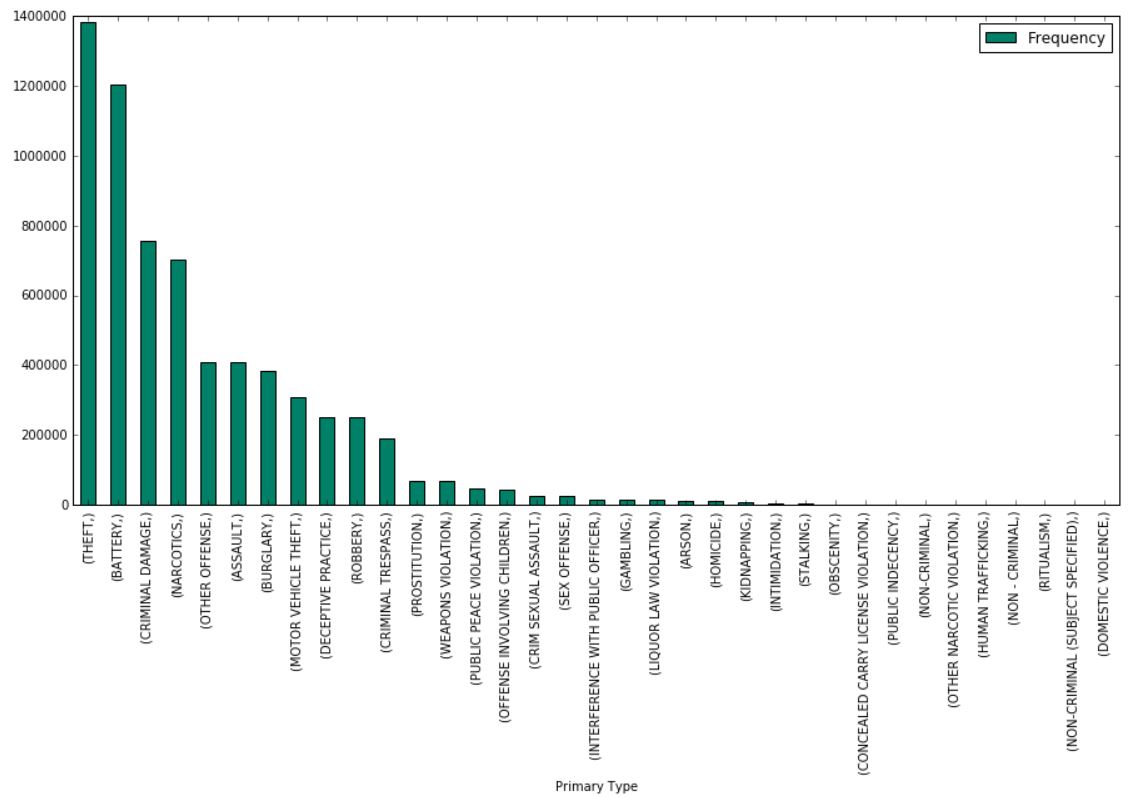 1400000
1200000
1000000
800000
600000
400000
200000
0
Frequency
(THEFT,)
(BATTERY,)
(CRIMINAL DAMAGE,)
(NARCOTICS,)
(OTHER OFFENSE,)
(ASSAULT,)
(BURGLARY,)
(MOTOR VEHICLE THEFT,)
(DECEPTIVE PRACTICE,)
(ROBBERY,)
(CRIMINAL TRESPASS,)
(PROSTITUTION,)
(WEAPONS VIOLATION,)
(PUBLIC PEACE VIOLATION,)
(OFFENSE INVOLVING CHILDREN,)
(CRIM SEXUAL ASSAULT,)
(SEX OFFENSE,)
(INTERFERENCE WITH PUBLIC OFFICER,)
(GAMBLING,)
(LIQUOR LAW VIOLATION,)
(ARSON,)
(HOMICIDE,)
(KIDNAPPING,)
(INTIMIDATION,)
(STALKING,)
(OBSCENITY,)
(CONCEALED CARRY LICENSE VIOLATION,)
(PUBLIC INDECENCY,)
(NON-CRIMINAL,)
(OTHER NARCOTIC VIOLATION,)
(HUMAN TRAFFICKING,)
(NON - CRIMINAL,)
(RITUALISM,)
(NON-CRIMINAL (SUBJECT SPECIFIED),)
(DOMESTIC VIOLENCE,)
Primary Type